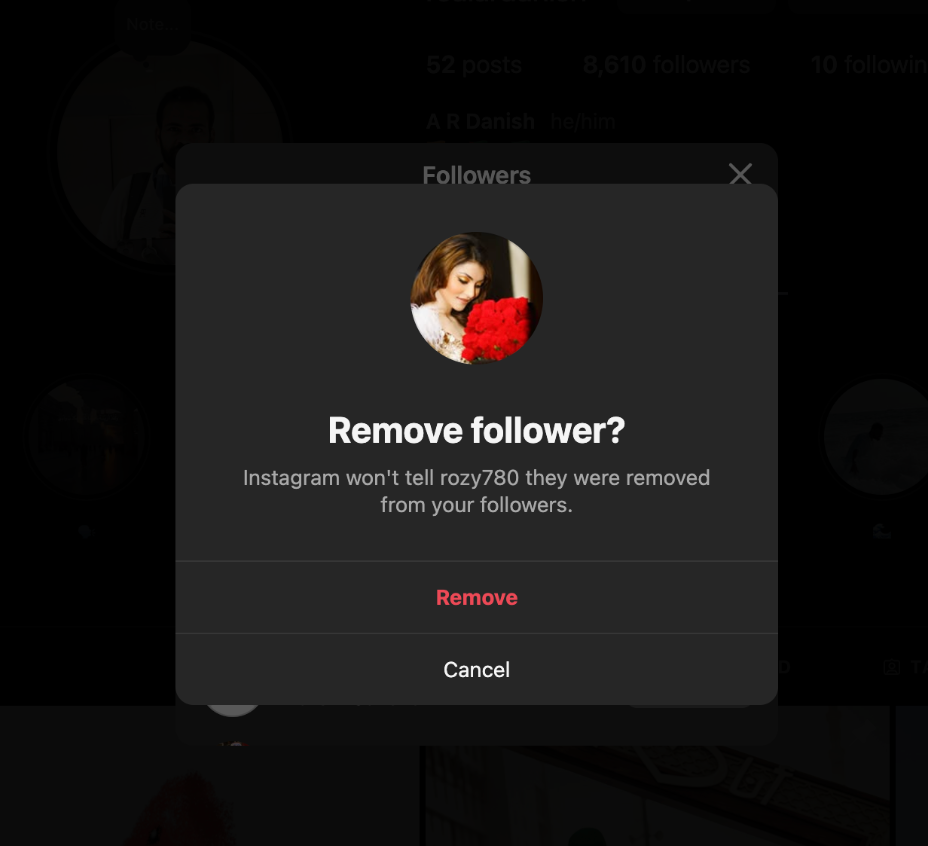 Note...
52 posts 8,610 followers 10 followin
A R Danish he/him
Followers
Remove follower?
Instagram won't tell rozy780 they were removed
from your followers.
Remove
Cancel